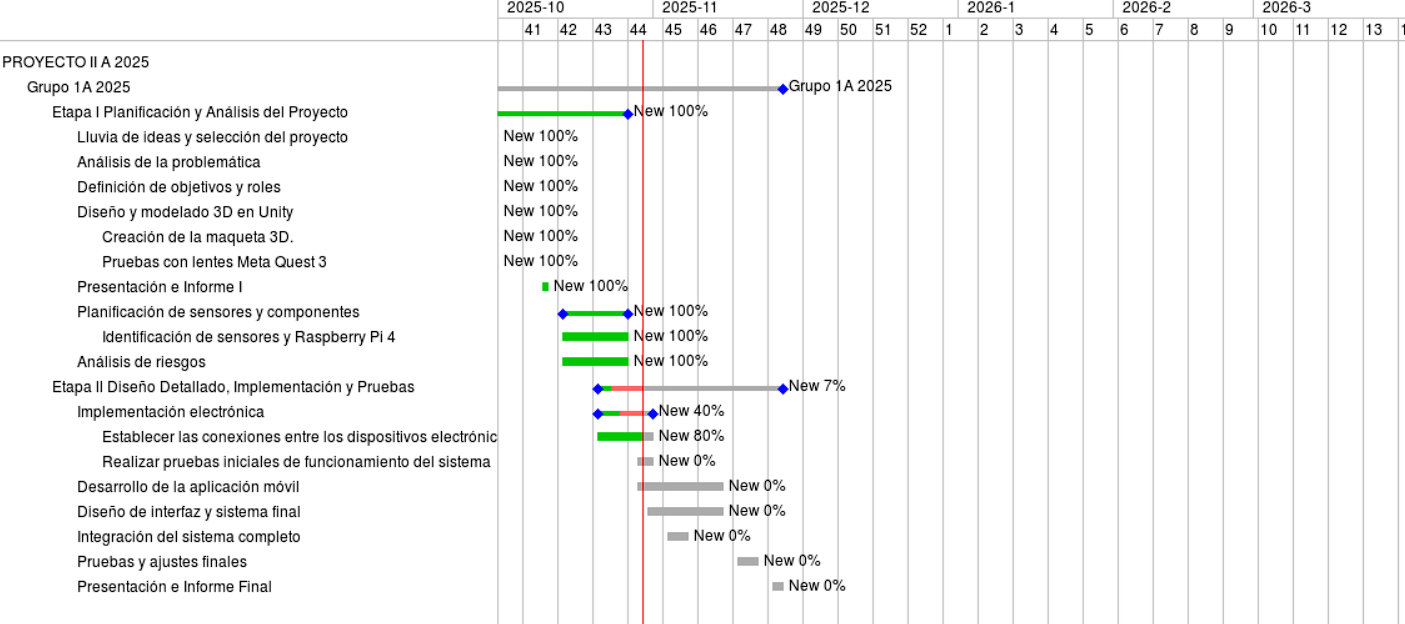 2025-10 2025-11 2025-12 2026-1 2026-2 2026-3
41 42 43 44 45 46 47 48 49 50 51 52 1 2 3 4 5 6 7 8 9 10 11 12 13 1
PROYECTO II A 2025
Grupo 1A 2025 Grupo 1A 2025
Etapa I Planificación y Análisis del Proyecto New 100%
Lluvia de ideas y selección del proyecto New 100%
Análisis de la problemática New 100%
Definición de objetivos y roles New 100%
Diseño y modelado 3D en Unity New 100%
Creación de la maqueta 3D. New 100%
Pruebas con lentes Meta Quest 3 New 100%
Presentación e Informe I New 100%
Planificación de sensores y componentes New 100%
Identificación de sensores y Raspberry Pi 4 New 100%
Análisis de riesgos New 100%
Etapa II Diseño Detallado, Implementación y Pruebas New 7%
Implementación electrónica New 40%
Establecer las conexiones entre los dispositivos electrónic New 80%
Realizar pruebas iniciales de funcionamiento del sistema New 0%
Desarrollo de la aplicación móvil New 0%
Diseño de interfaz y sistema final New 0%
Integración del sistema completo New 0%
Pruebas y ajustes finales New 0%
Presentación e Informe Final New 0%